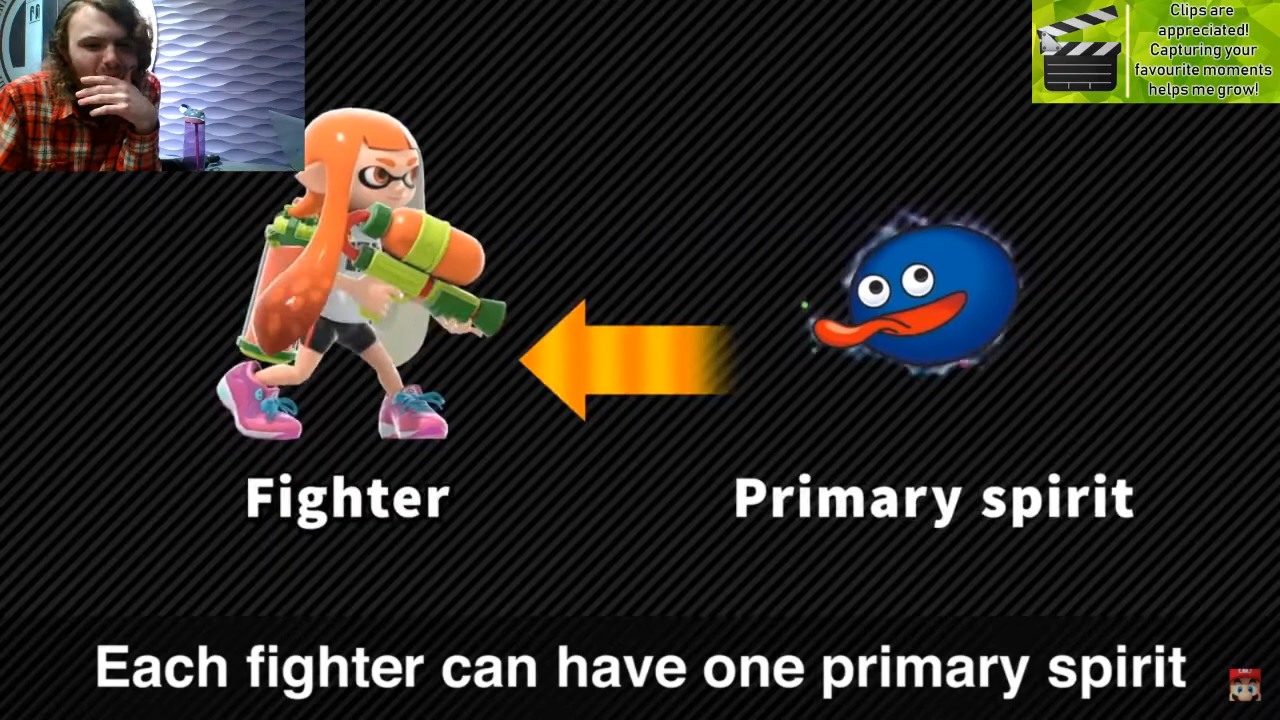 Clips are
appreciated!
Capturing your
favourite moments
helps me grow!
Fighter
Primary spirit
Each fighter can have one primary spirit